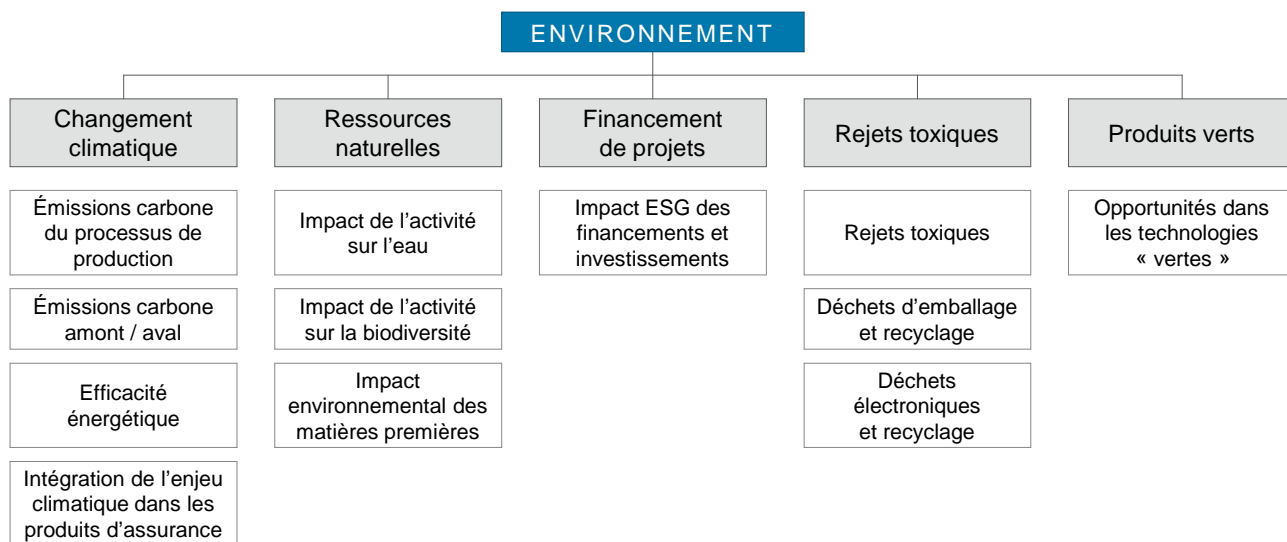 ENVIRONNEMENT
Changement
climatique
Ressources
naturelles
Financement
de projets
Rejets toxiques
Produits verts
Émissions carbone
du processus de
production
Impact de l’activité
sur l’eau
Impact ESG des
financements et
investissements
Rejets toxiques
Opportunités dans
les technologies
« vertes »
Émissions carbone
amont / aval
Impact de l’activité
sur la biodiversité
Déchets d’emballage
et recyclage
Efficacité
énergétique
Impact
environnemental des
matières premières
Déchets
électroniques
et recyclage
Intégration de l’enjeu
climatique dans les
produits d’assurance